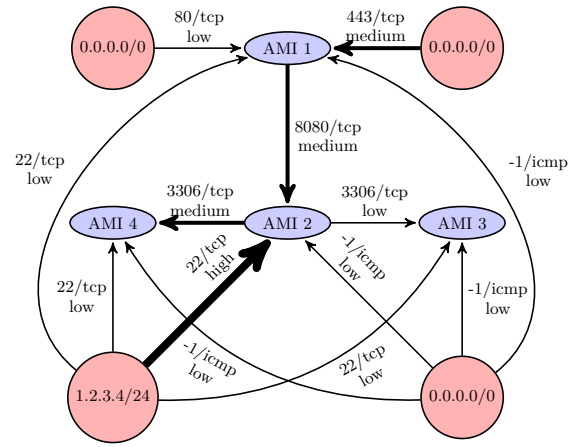 80/tcp
low
443/tcp
medium
0.0.0.0/0
AMI 1
0.0.0.0/0
8080/tcp
medium
22/tcp
low
-1/icmp
low
3306/tcp
medium
3306/tcp
low
AMI 4
AMI 2
AMI 3
22/tcp
high
-1/icmp
low
22/tcp
low
-1/icmp
low
-1/icmp
low
22/tcp
low
1.2.3.4/24
0.0.0.0/0